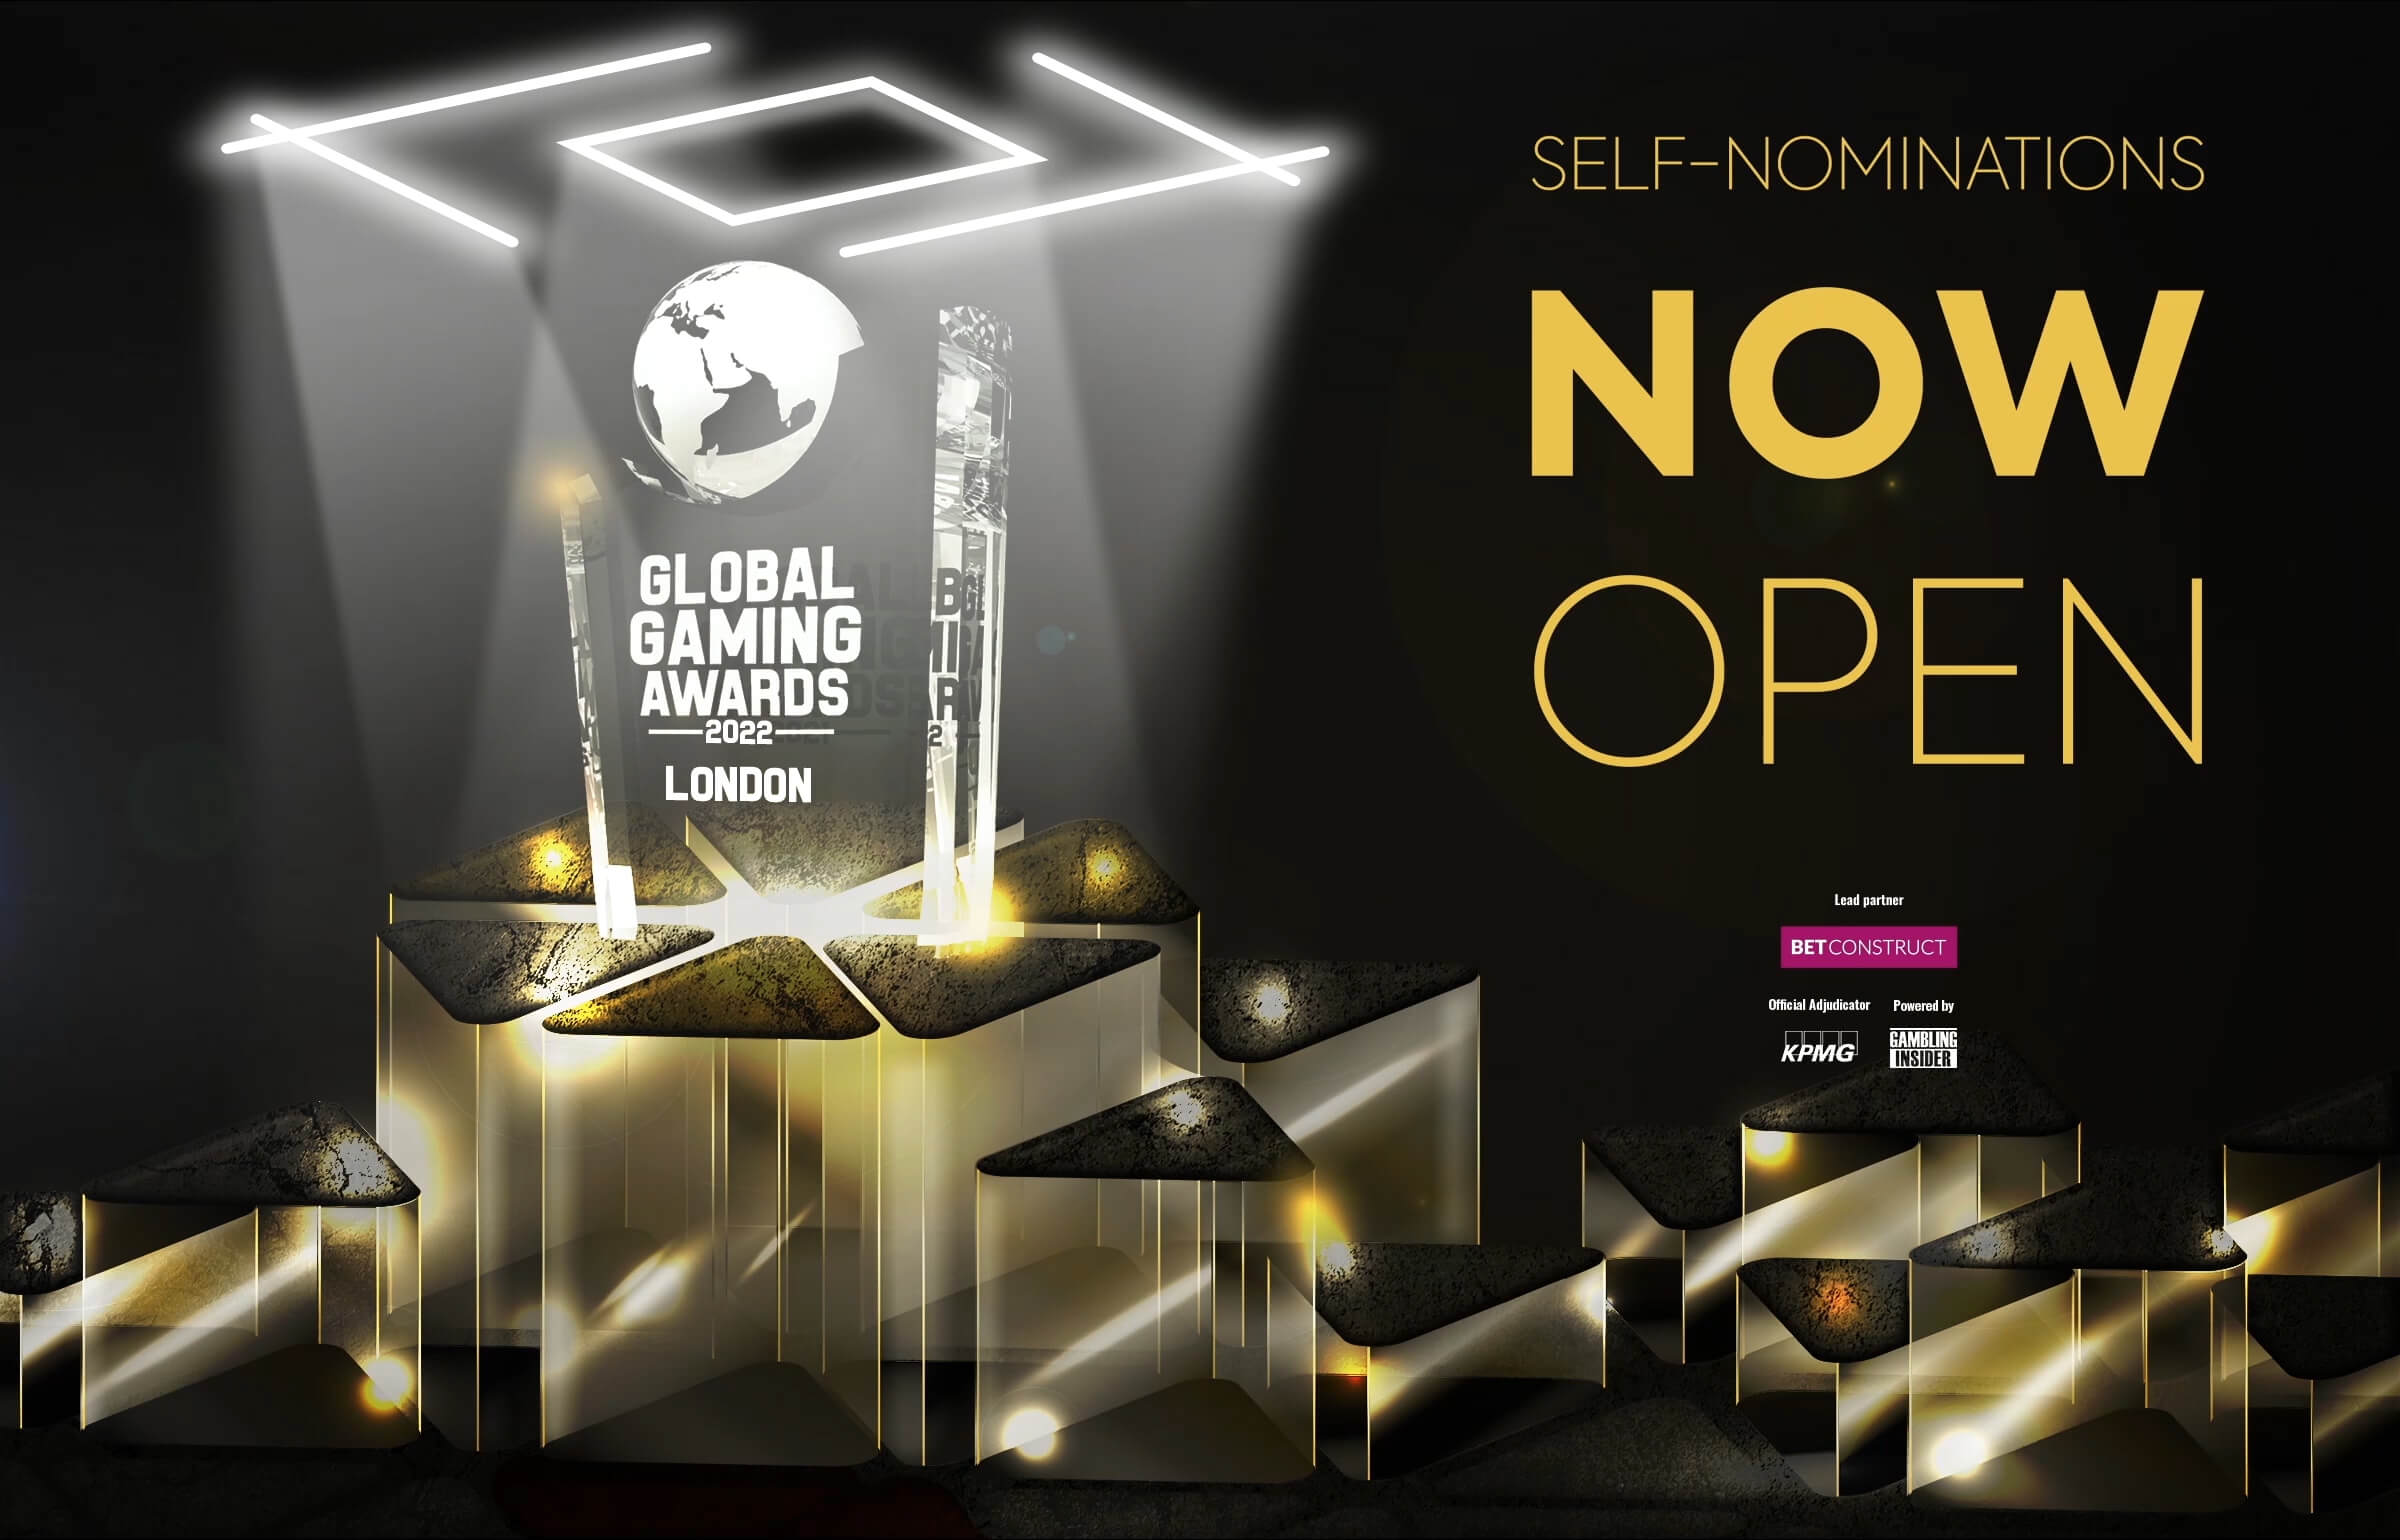 SELF-NOMINATIONS
NOW
OPEN
GLOBAL
GAMING
AWARDS
2022
LONDON
Lead partner
BETCONSTRUCT
Official Adjudicator
KPMG
Powered by
GAMBLING
INSIDER